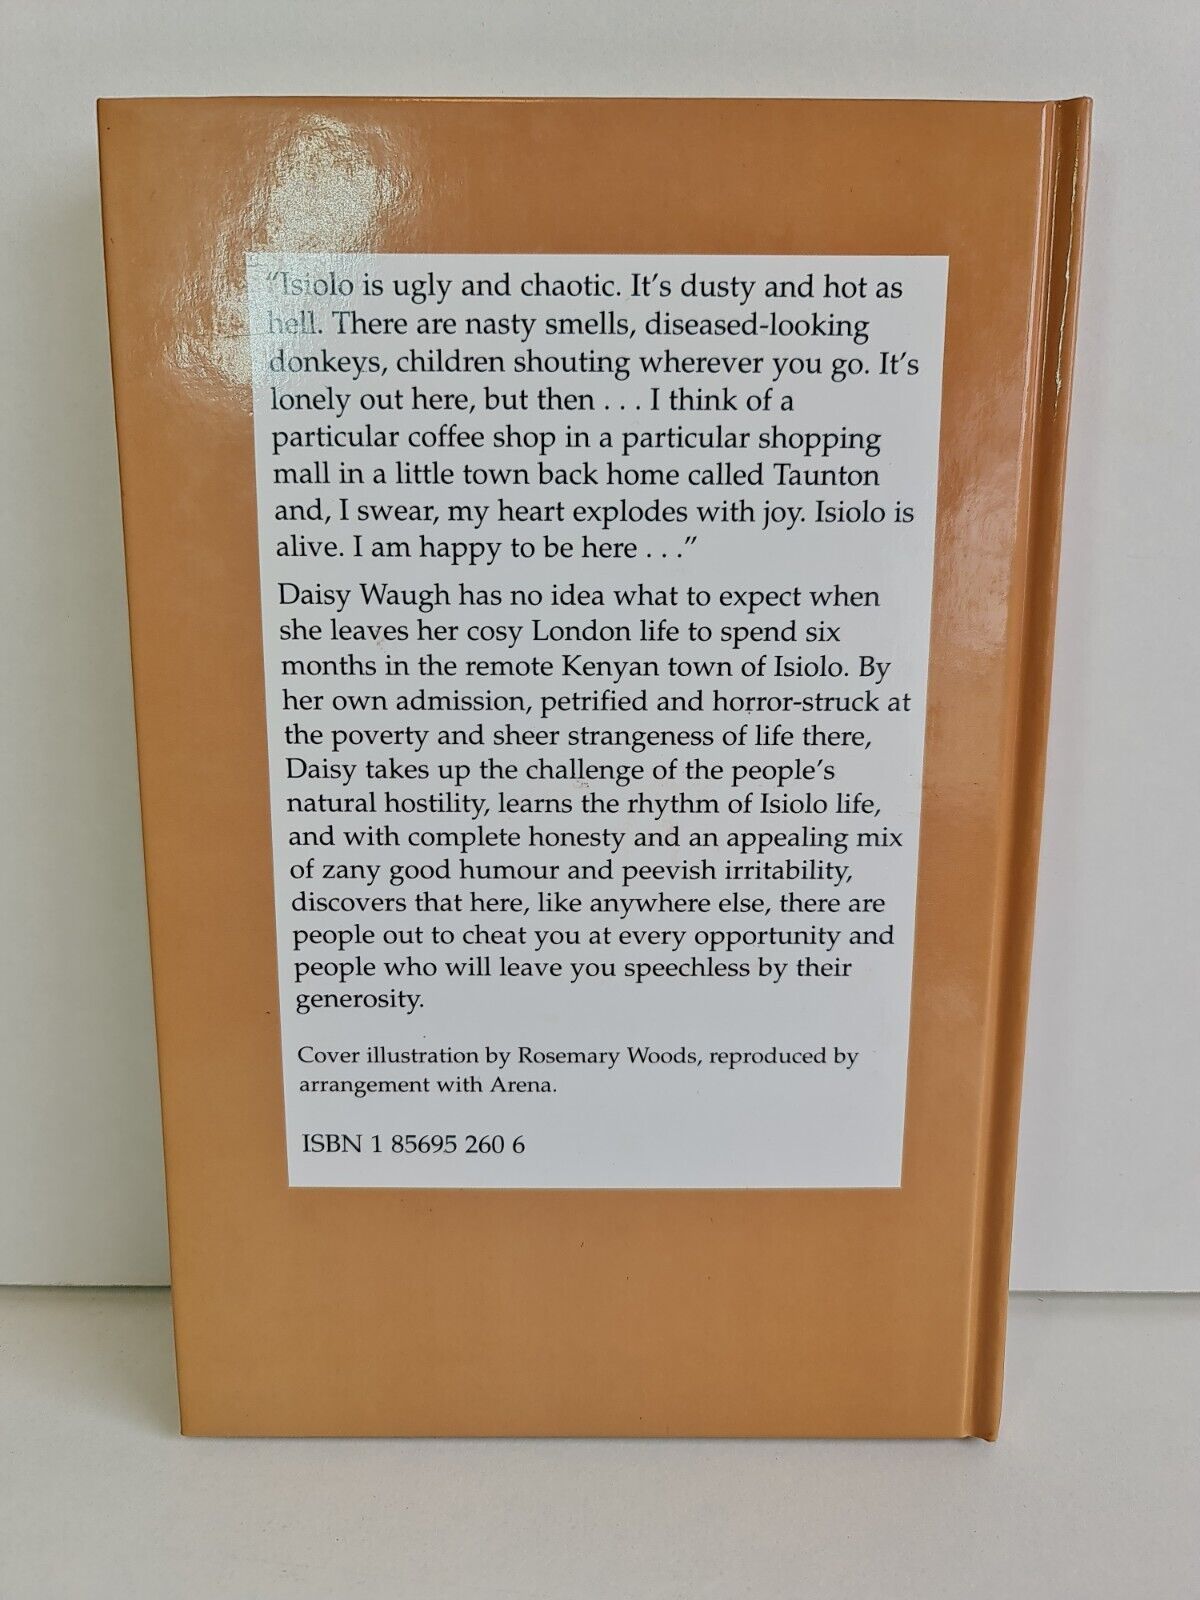 “Isiolo is ugly and chaotic. It’s dusty and hot as
hell. There are nasty smells, diseased-looking
donkeys, children shouting wherever you go. It’s
lonely out here, but then . . . I think of a
particular coffee shop in a particular shopping
mall in a little town back home called Taunton
and, I swear, my heart explodes with joy. Isiolo is
alive. I am happy to be here . . .”
Daisy Waugh has no idea what to expect when
she leaves her cosy London life to spend six
months in the remote Kenyan town of Isiolo. By
her own admission, petrified and horror-struck at
the poverty and sheer strangeness of life there,
Daisy takes up the challenge of the people’s
natural hostility, learns the rhythm of Isiolo life,
and with complete honesty and an appealing mix
of zany good humour and peevish irritability,
discovers that here, like anywhere else, there are
people out to cheat you at every opportunity and
people who will leave you speechless by their
generosity.
Cover illustration by Rosemary Woods, reproduced by
arrangement with Arena.
ISBN 1 85695 260 6